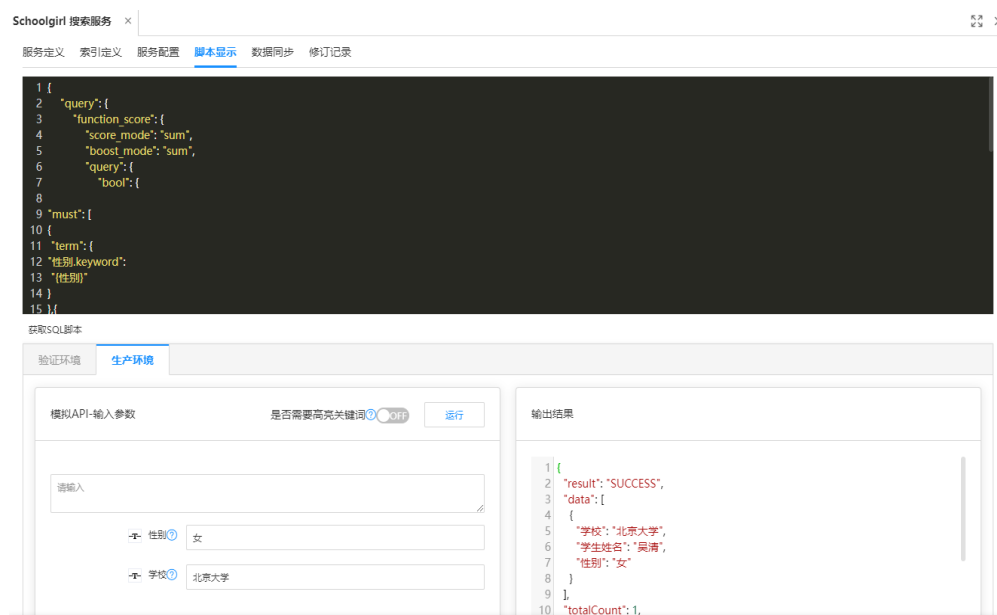 Schoolgirl 搜索服务 ×
服务定义 索引定义 服务配置 脚本显示 数据同步 修订记录
1 {
2 "query": {
3 "function_score": {
4 "score_mode": "sum",
5 "boost_mode": "sum",
6 "query": {
7 "bool": {
8
9 "must": [
10 {
11 "term": {
12 "性别.keyword":
13 "{性别}"
14 }
15 },{
获取SQL脚本
验证环境 生产环境
模拟API-输入参数 是否需要高亮关键词 ? OFF 运行
请输入
-T- 性别 ? 女
-T- 学校 ? 北京大学
输出结果
1 {
2 "result": "SUCCESS",
3 "data": [
4 {
5 "学校": "北京大学",
6 "学生姓名": "吴清",
7 "性别": "女"
8 }
9 ],
10 "totalCount": 1,